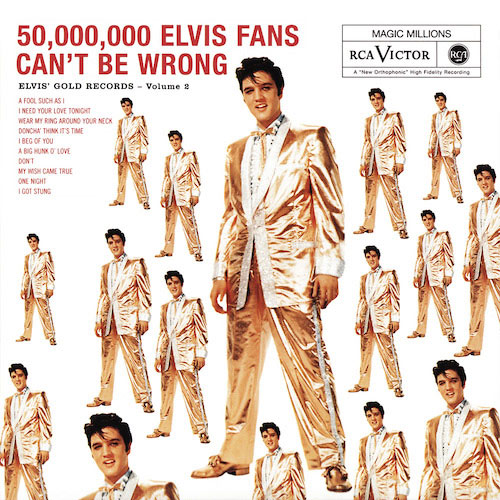 50,000,000 ELVIS FANS
CAN'T BE WRONG
ELVIS' GOLD RECORDS – Volume 2
A FOOL SUCH AS I
I NEED YOUR LOVE TONIGHT
WEAR MY RING AROUND YOUR NECK
DONCHA' THINK IT'S TIME
I BEG OF YOU
A BIG HUNK O' LOVE
DON'T
MY WISH CAME TRUE
ONE NIGHT
I GOT STUNG
MAGIC MILLIONS
RCA VICTOR
RCA
A "New Orthophonic" High Fidelity Recording